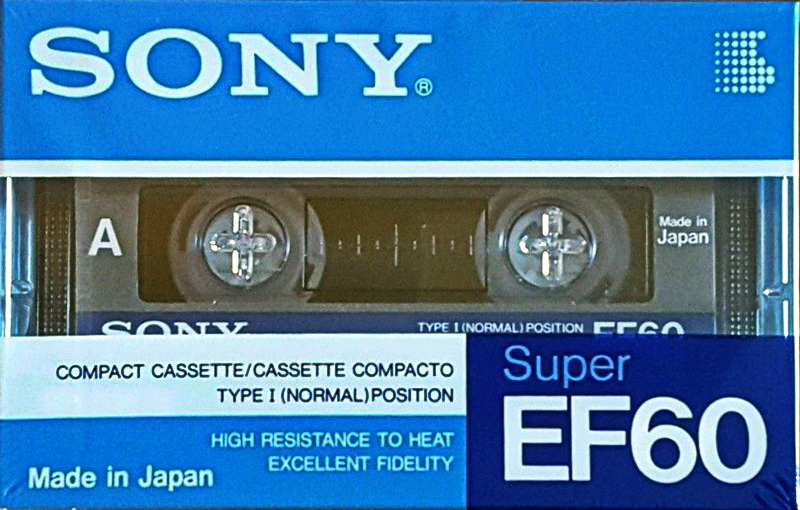 SONY®
A
Made in
Japan
SONY
TYPE I (NORMAL) POSITION EF60
COMPACT CASSETTE/CASSETTE COMPACTO
TYPE I (NORMAL) POSITION
HIGH RESISTANCE TO HEAT
EXCELLENT FIDELITY
Made in Japan
Super
EF60